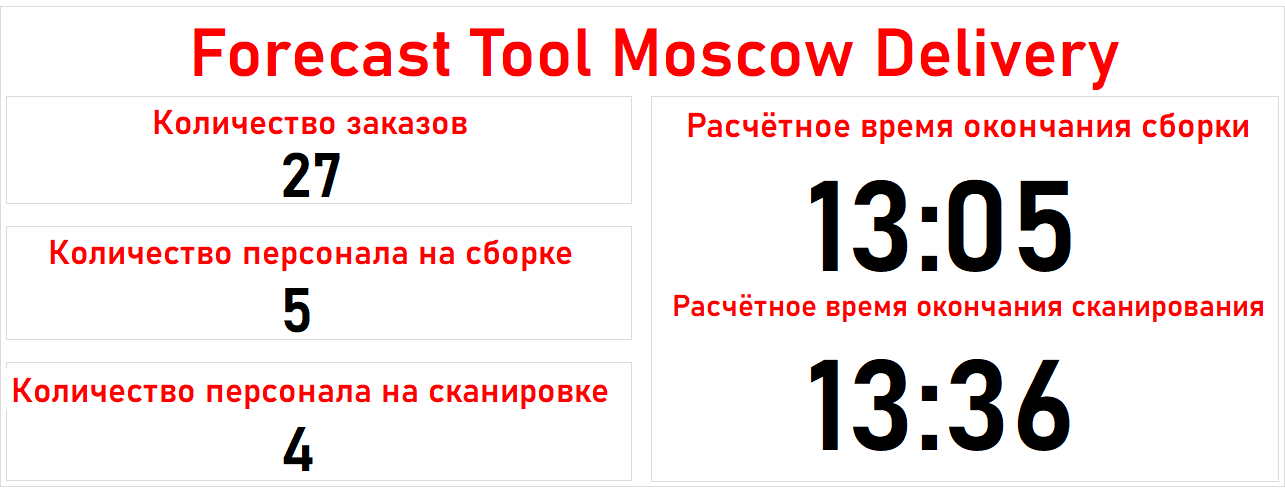 Forecast Tool Moscow Delivery
Количество заказов
27
Количество персонала на сборке
5
Количество персонала на сканировке
4
Расчётное время окончания сборки
13:05
Расчётное время окончания сканирования
13:36